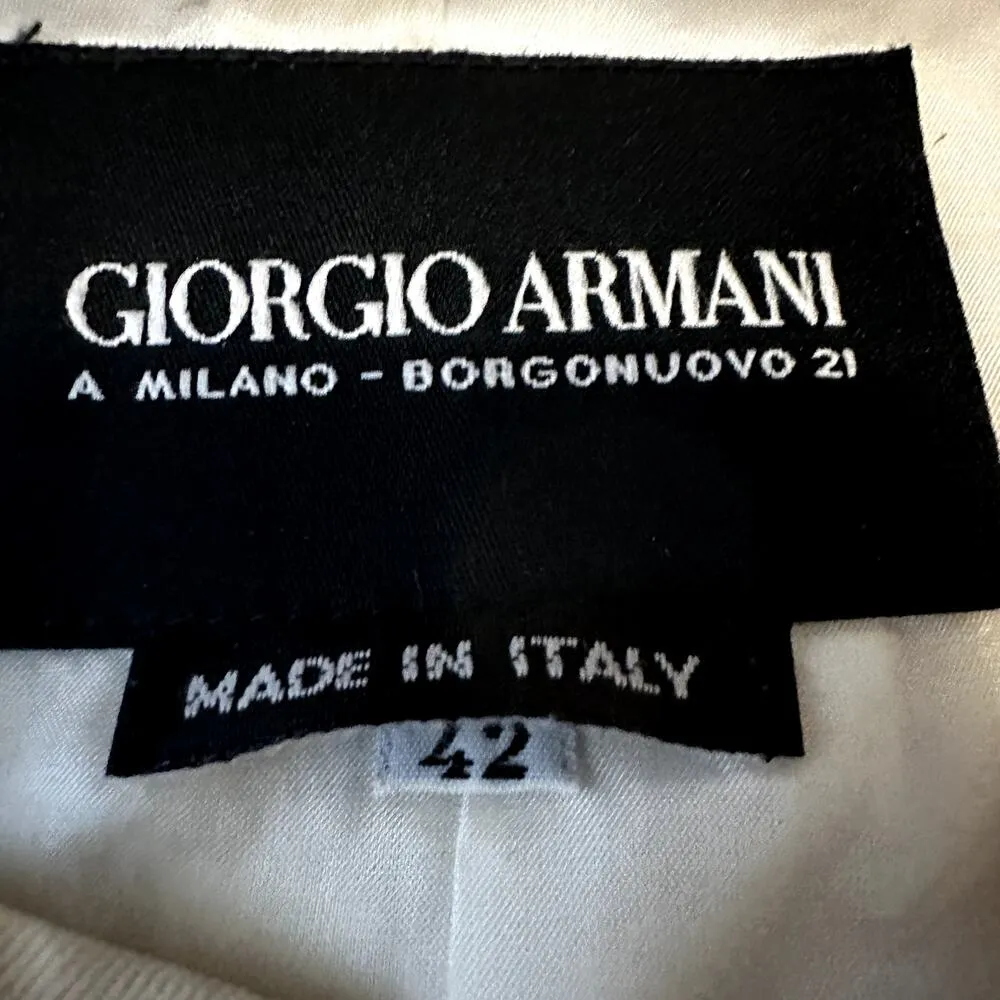 GIORGIO ARMANI
A MILANO - BORGONUOVO 21
MADE IN ITALY
42